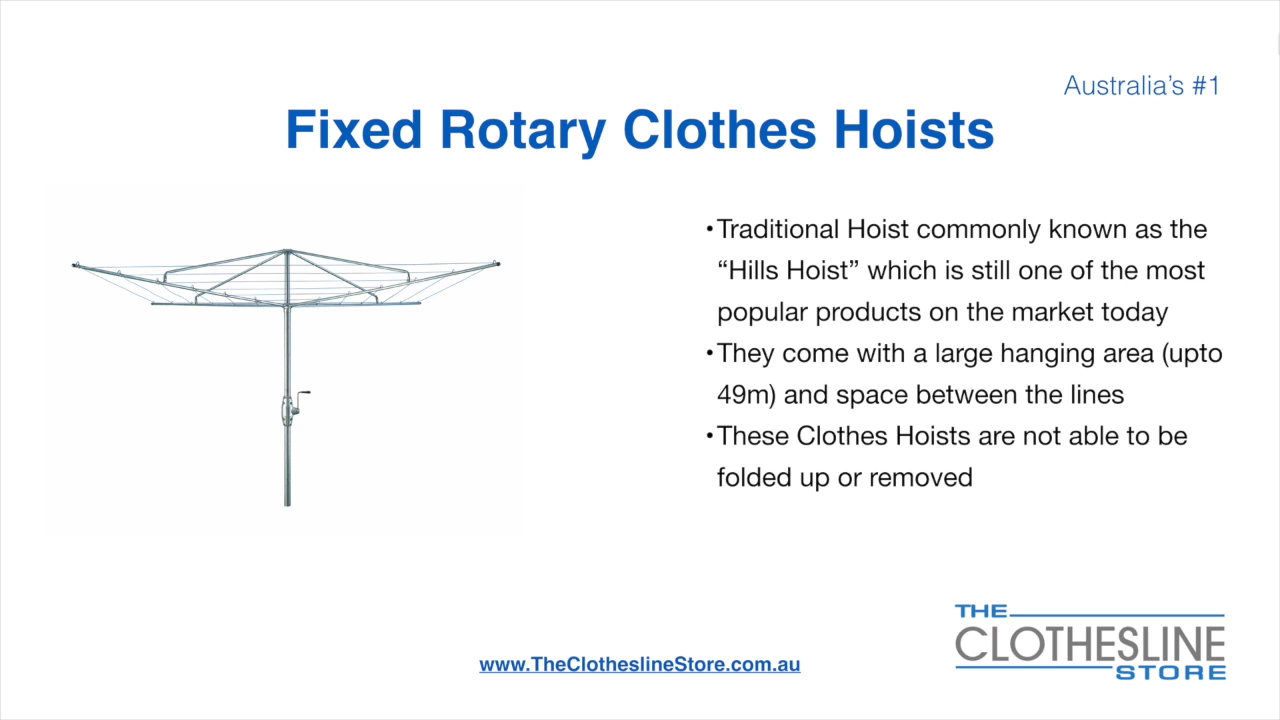 Australia's #1
Fixed Rotary Clothes Hoists
•Traditional Hoist commonly known as the
“Hills Hoist” which is still one of the most
popular products on the market today
•They come with a large hanging area (upto
49m) and space between the lines
•These Clothes Hoists are not able to be
folded up or removed
THE
CLOTHESLINE
STORE
www.TheClotheslineStore.com.au